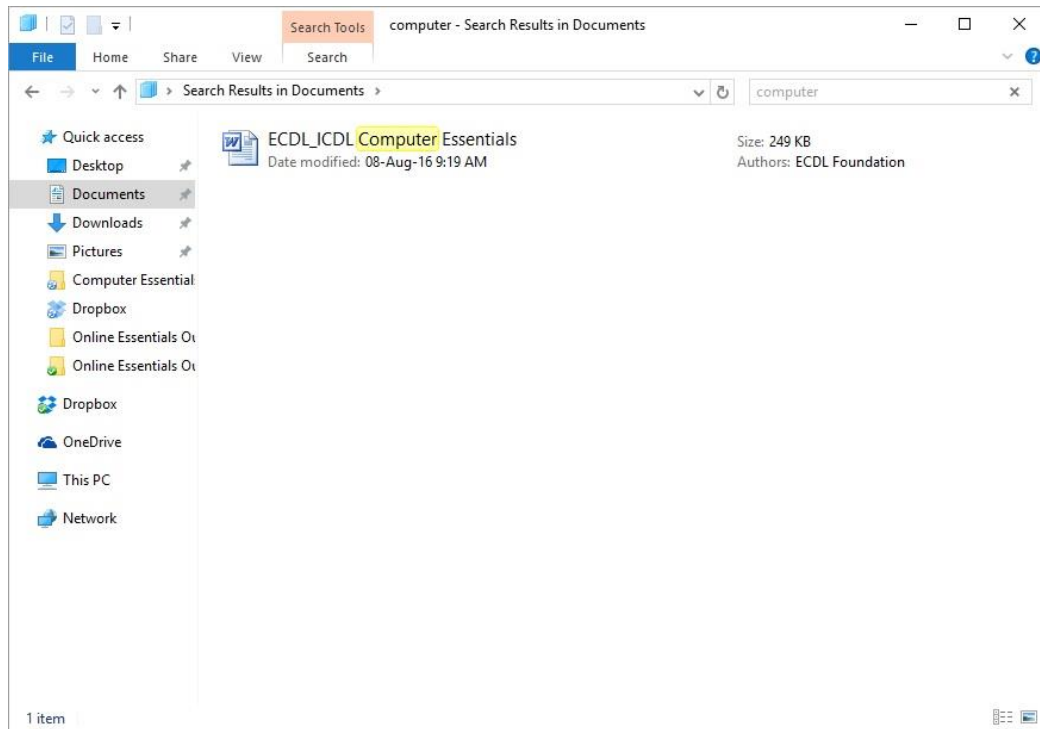 Search Tools
computer - Search Results in Documents
File Home Share View Search
Search Results in Documents
computer
Quick access
Desktop
Documents
Downloads
Pictures
Computer Essential
Dropbox
Online Essentials Ou
Online Essentials Ou
Dropbox
OneDrive
This PC
Network
ECDL_ICDL Computer Essentials
Date modified: 08-Aug-16 9:19 AM
Size: 249 KB
Authors: ECDL Foundation
1 item